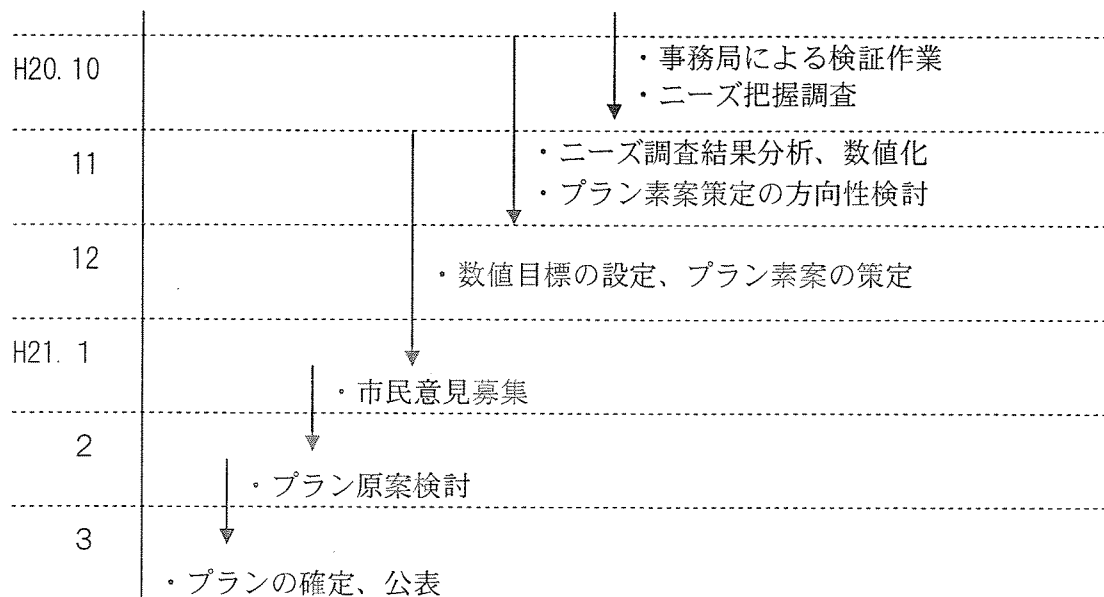 H20.10
・事務局による検証作業
・ニーズ把握調査
11
・ニーズ調査結果分析、数値化
・プラン素案策定の方向性検討
12
・数値目標の設定、プラン素案の策定
H21. 1
・市民意見募集
2
・プラン原案検討
3
・プランの確定、公表